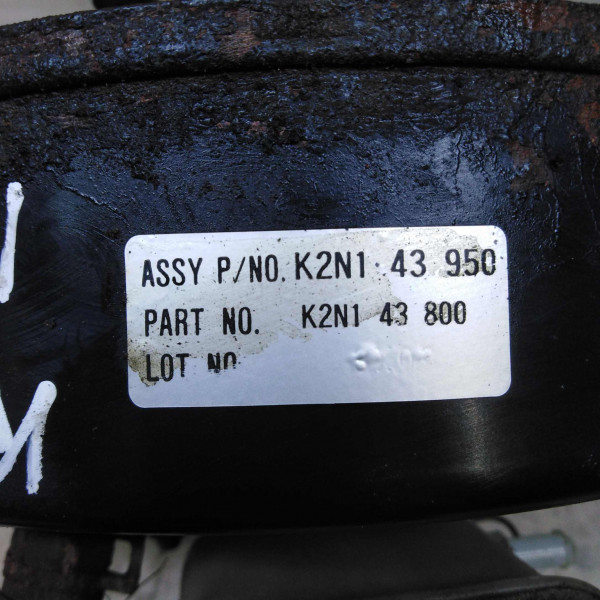 ASSY P/NO. K2N1 43 950
PART NO. K2N1 43 800
LOT NO